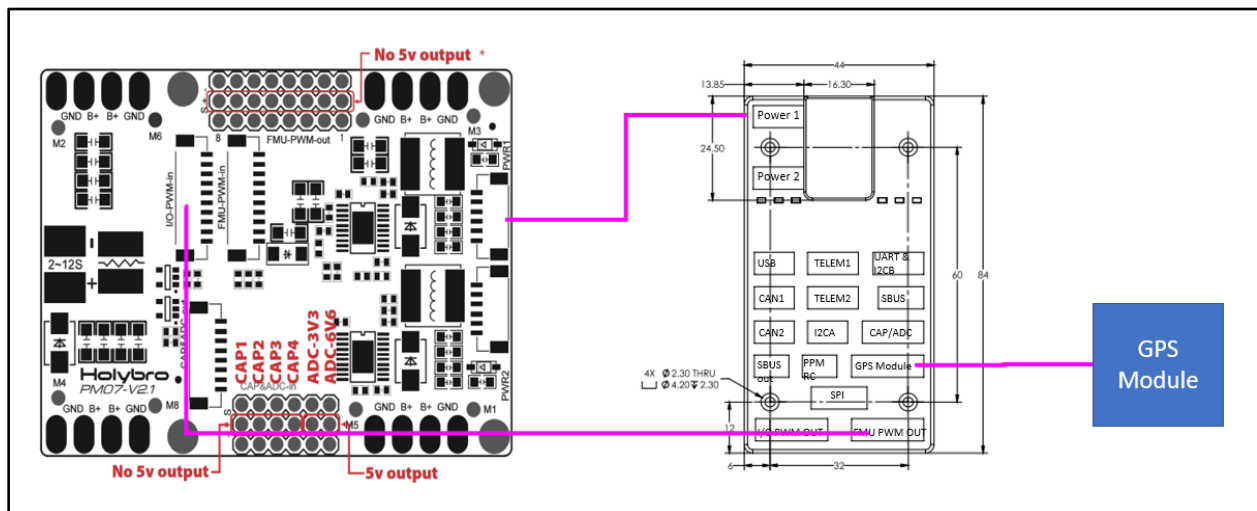 No 5v output *
GND B+ B+ GND
S + -
8 FMU-PWM-out 1
GND B+ B+ GND
M2
M6
M3
PWR1
I/O-PWM-in
FMU-PWM-in
2~12S
CAP&ADC-out
CAP1
CAP2
CAP3
CAP4
ADC-3V3
ADC-6V6
Holybro
PM07-V2.1
M4
CAP&ADC-in
PWR2
GND B+ B+ GND
M8
S + -
M5
GND B+ B+ GND
M1
No 5v output
5v output
44
13.85
16.30
Power 1
24.50
Power 2
USB
TELEM1
UART &
I2CB
60
84
CAN1
TELEM2
SBUS
CAN2
I2CA
CAP/ADC
SBUS
out
PPM
RC
GPS Module
4X Ø 2.30 THRU
⌴ Ø 4.20 ↧ 2.30
SPI
12
I/O PWM OUT
FMU PWM OUT
6
32
GPS
Module